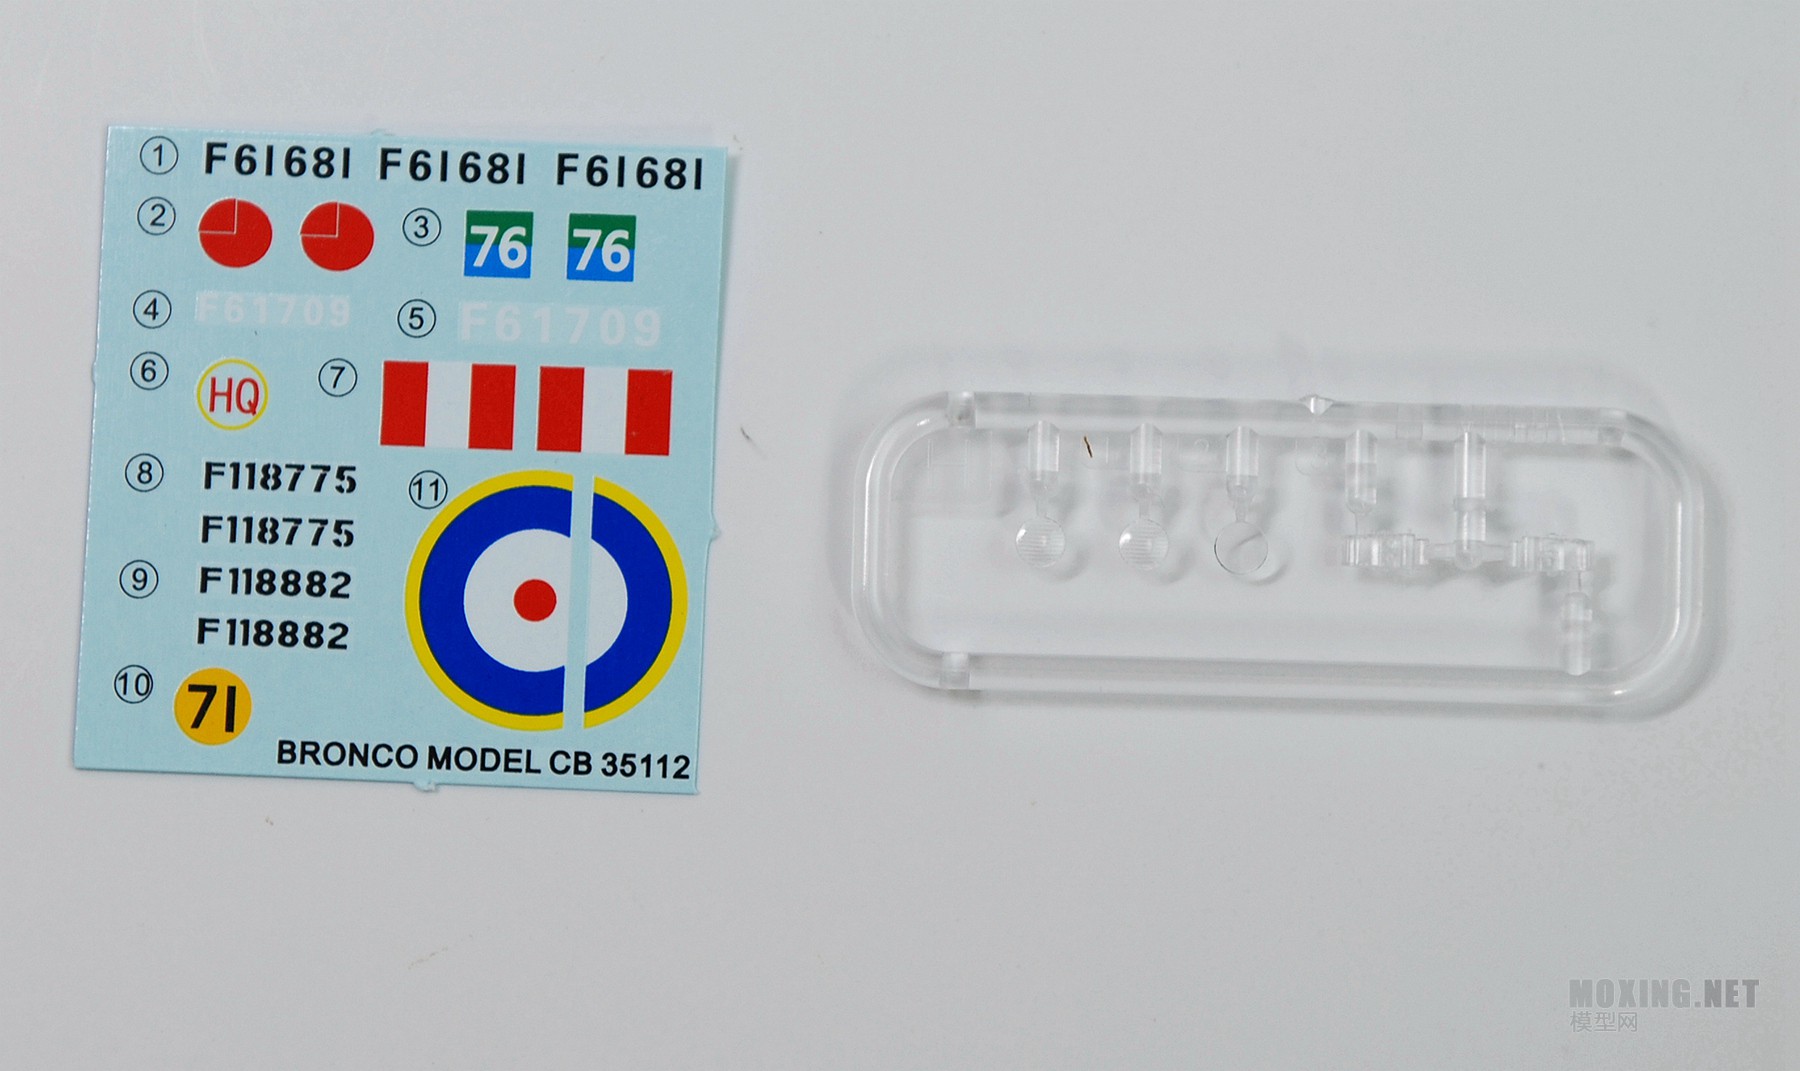 1 F61681 F61681 F61681
2 3 76 76
4 F61709 5 F61709
6 HQ 7
8 F118775
F118775
11
9 F118882
F118882
10 71
BRONCO MODEL CB 35112
MOXING.NET
模型网